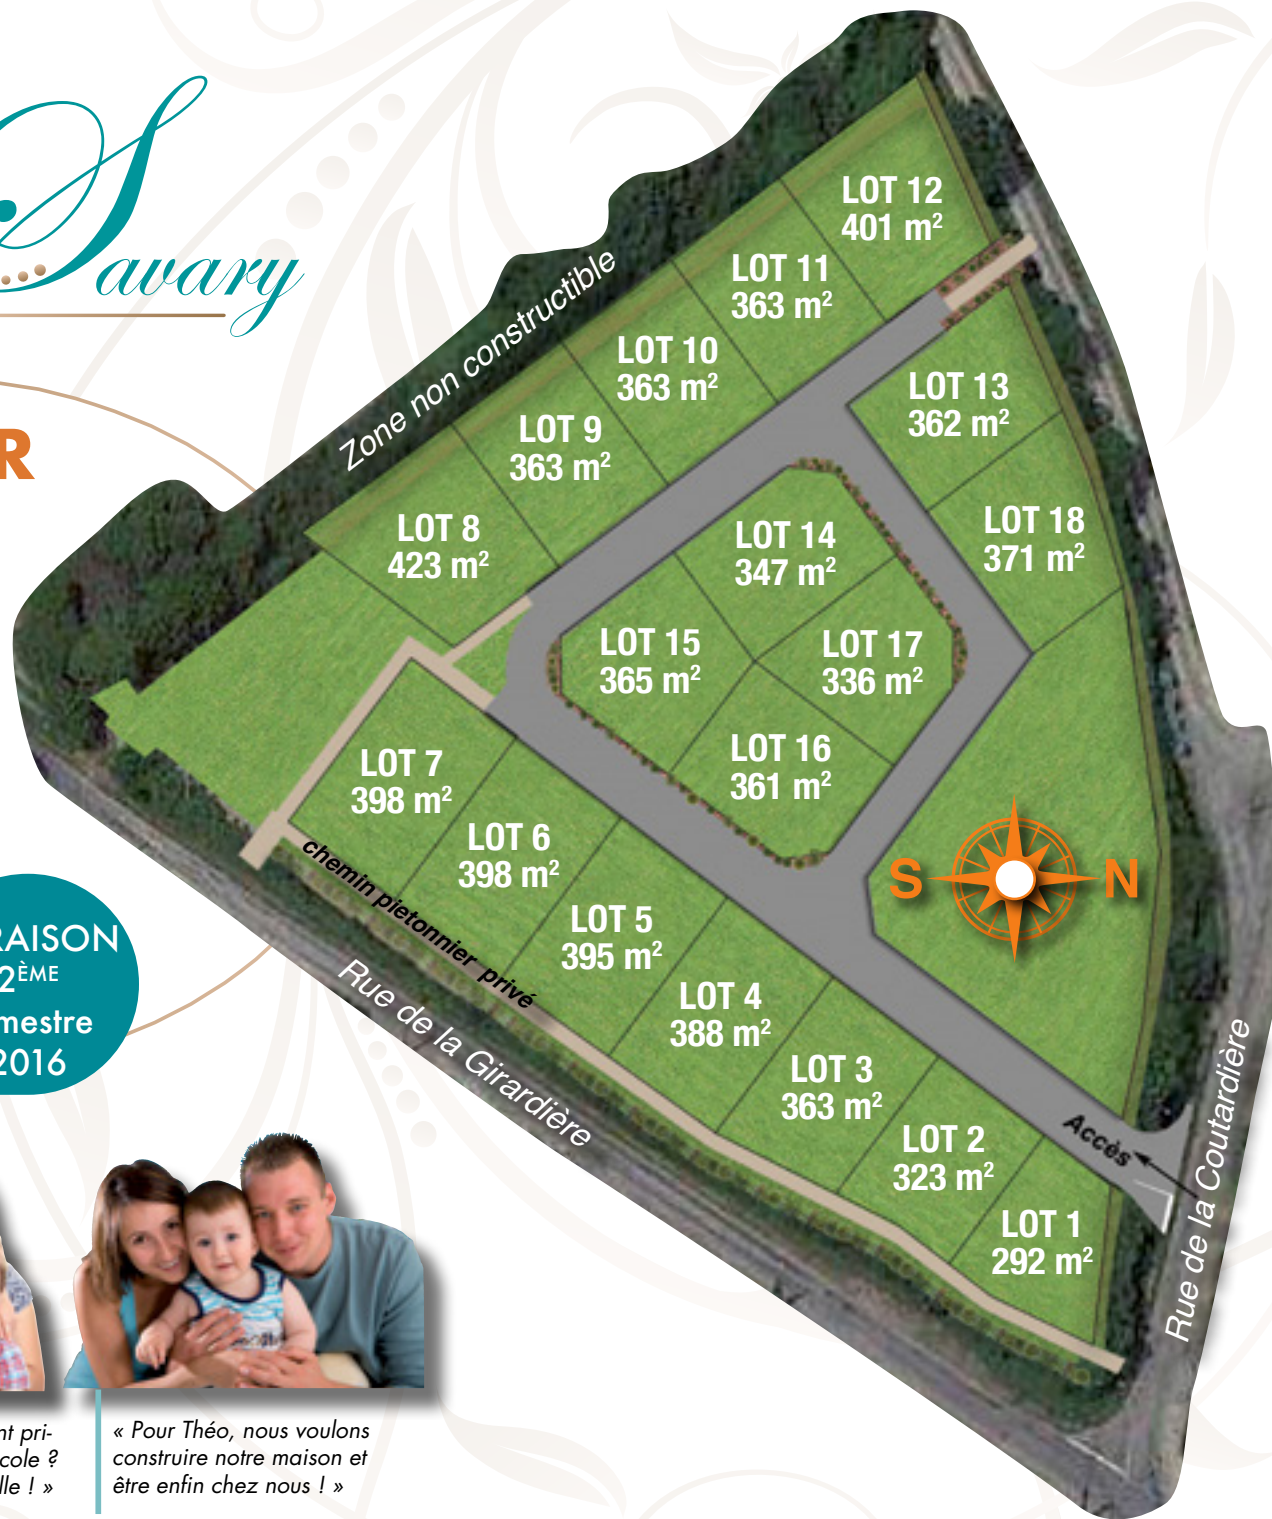 Savary
R
RAISON
2ÈME
mestre
2016
Zone non constructible
LOT 12
401 m²
LOT 11
363 m²
LOT 10
363 m²
LOT 9
363 m²
LOT 8
423 m²
LOT 13
362 m²
LOT 18
371 m²
LOT 14
347 m²
LOT 15
365 m²
LOT 17
336 m²
LOT 16
361 m²
LOT 7
398 m²
LOT 6
398 m²
LOT 5
395 m²
LOT 4
388 m²
LOT 3
363 m²
LOT 2
323 m²
LOT 1
292 m²
S
N
chemin pietonnier privé
Rue de la Girardière
Accés
Rue de la Coutardière
nt pri-
cole ?
lle ! »
« Pour Théo, nous voulons
construire notre maison et
être enfin chez nous ! »